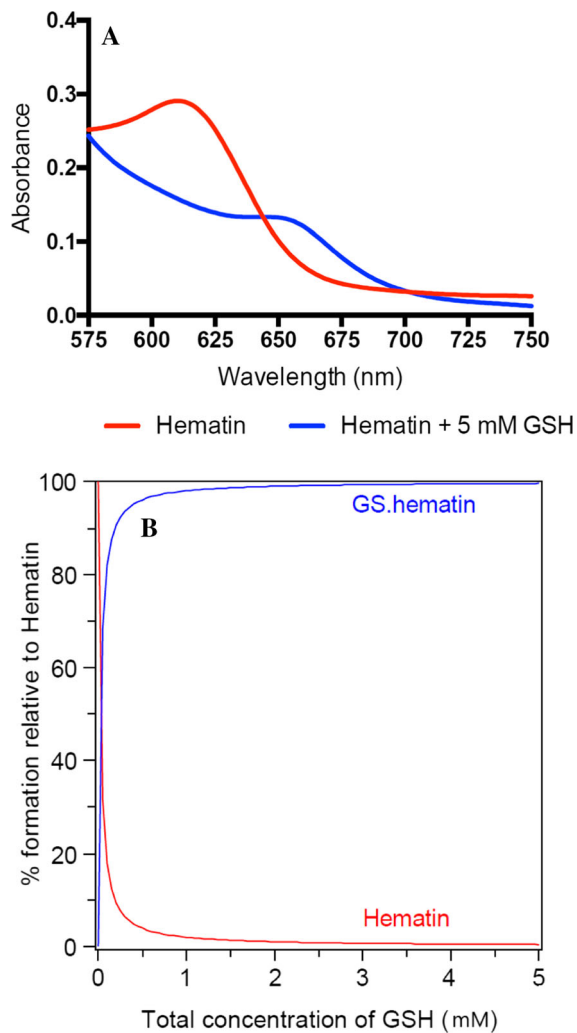 A
0.4
0.3
0.2
0.1
0.0
Absorbance
575 600 625 650 675 700 725 750
Wavelength (nm)
Hematin Hematin + 5 mM GSH
B
100
80
60
40
20
0
% formation relative to Hematin
GS.hematin
Hematin
0 1 2 3 4 5
Total concentration of GSH (mM)